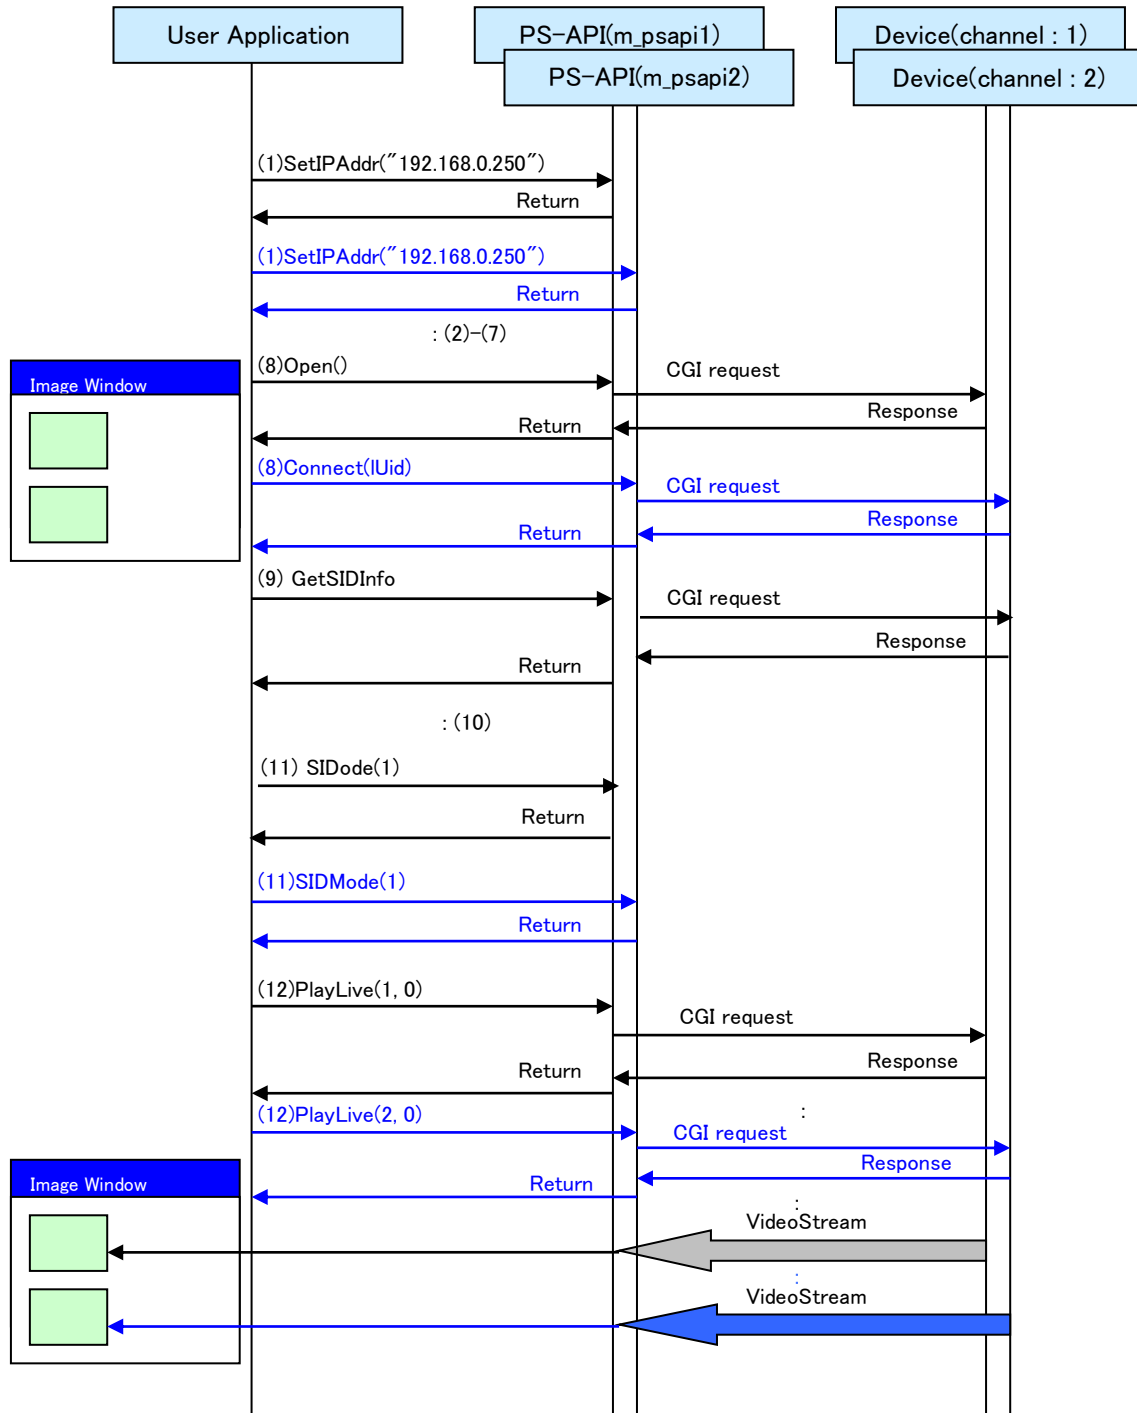 User Application
PS-API(m_psapi1)
Device(channel : 1)
PS-API(m_psapi2)
Device(channel : 2)
(1)SetIPAddr("192.168.0.250")
Return
(1)SetIPAddr("192.168.0.250")
Return
: (2)-(7)
(8)Open()
CGI request
Image Window
Response
Return
(8)Connect(lUid)
CGI request
Response
Return
(9) GetSIDInfo
CGI request
Response
Return
: (10)
(11) SIDode(1)
Return
(11)SIDMode(1)
Return
(12)PlayLive(1, 0)
CGI request
Response
Return
(12)PlayLive(2, 0)
:
CGI request
Response
Image Window
Return
:
VideoStream
:
VideoStream